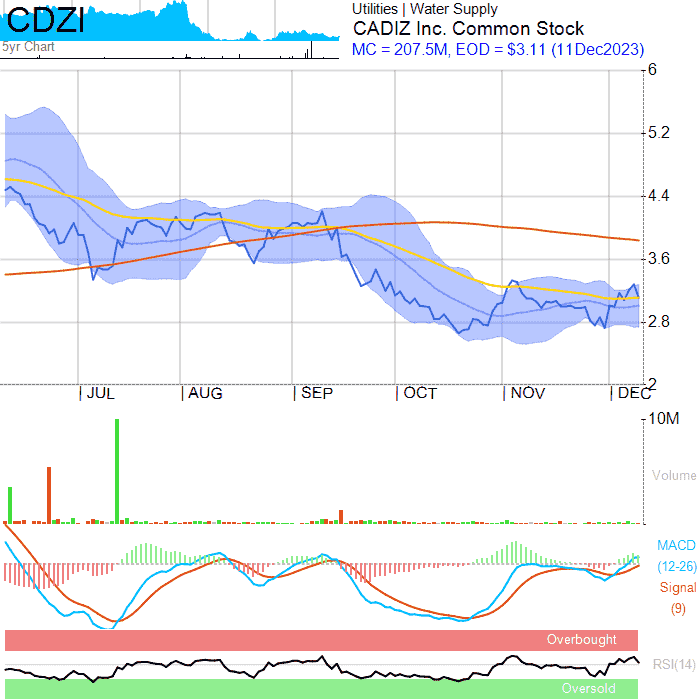 CDZI
5yr Chart
Utilities | Water Supply
CADIZ Inc. Common Stock
MC = 207.5M, EOD = $3.11 (11Dec2023)
6
5.2
4.4
3.6
2.8
2
JUL AUG SEP OCT NOV DEC
10M
Volume
MACD
(12-26)
Signal
(9)
Overbought
RSI(14)
Oversold